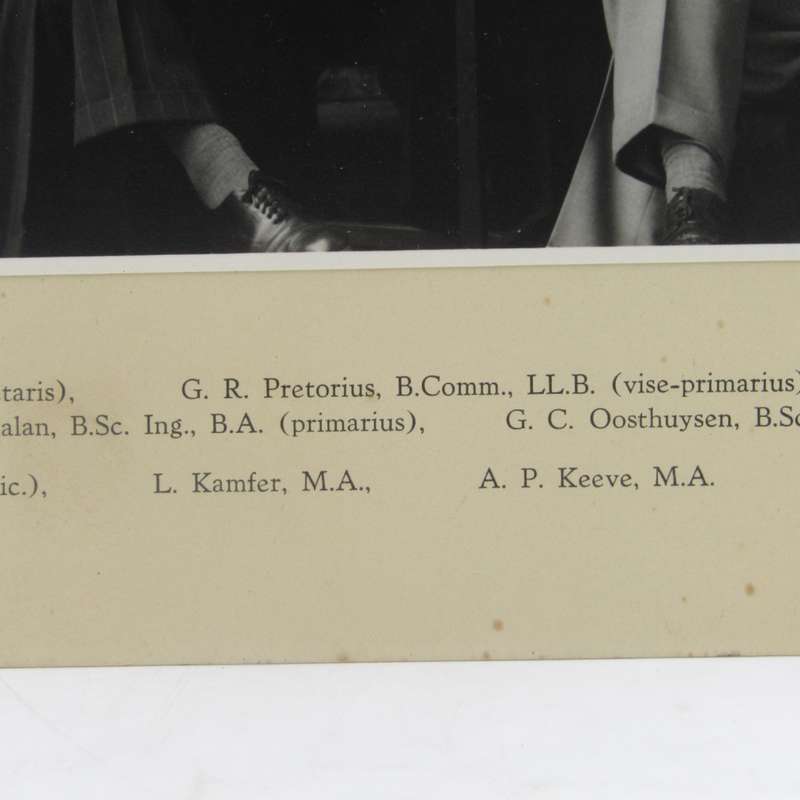 taris), G. R. Pretorius, B.Comm., LL.B. (vise-primarius)
alan, B.Sc. Ing., B.A. (primarius), G. C. Oosthuysen, B.Sc
ic.), L. Kamfer, M.A., A. P. Keeve, M.A.